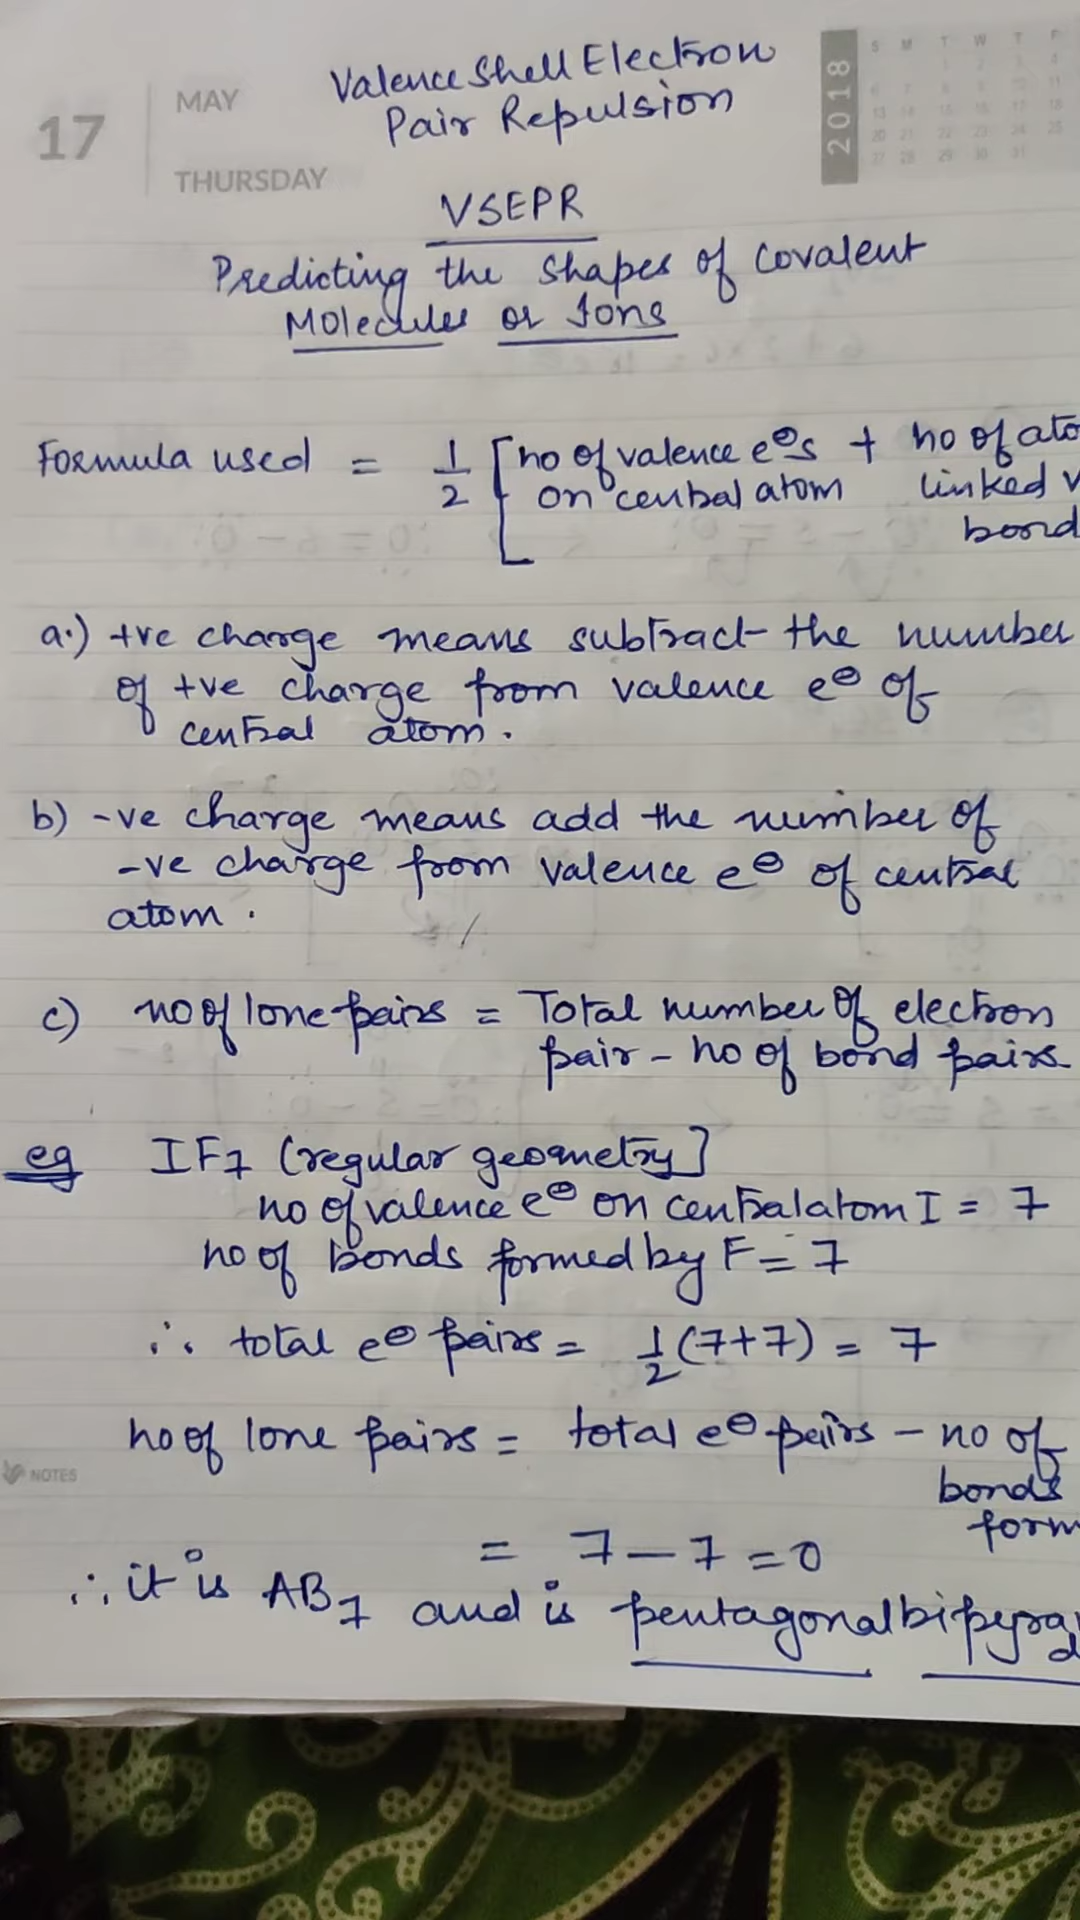 17
MAY
THURSDAY
2018
S M T W T F
Valence Shell Electron
Pair Repulsion
VSEPR
Predicting the shapes of covalent
Molecules or Ions
Formula used = 1/2 [no of valence e⊖s + no of ato
on central atom linked
bond
a.) +ve charge means subtract the number
of +ve charge from valence e⊖ of
central atom.
b) -ve charge means add the number of
-ve charge from valence e⊖ of central
atom.
c) no of lone pairs = Total number of electron
pair - no of bond pairs
eg IF7 (regular geometry]
no of valence e⊖ on central atom I = 7
no of bonds formed by F = 7
∴ total e⊖ pairs = 1/2 (7+7) = 7
no of lone pairs = total e⊖ pairs - no of
bonds
form
= 7 - 7 = 0
∴ it is AB7 and is pentagonal bipyra
d
NOTES